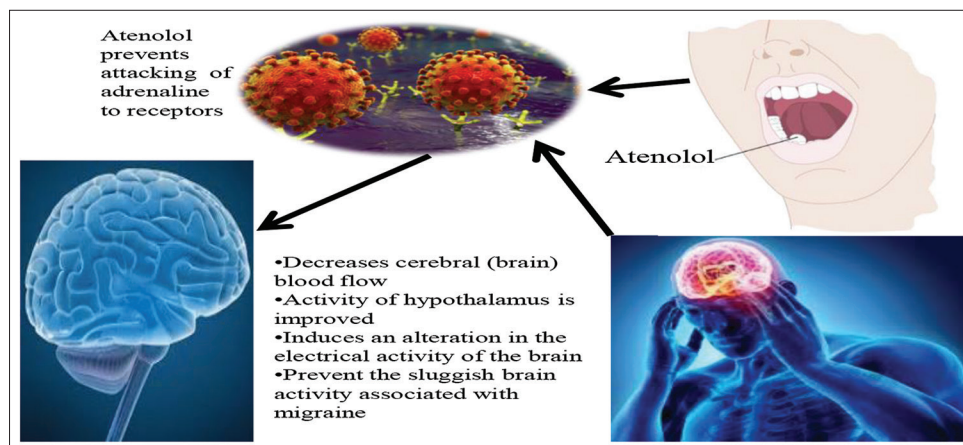 Atenolol
prevents
attacking of
adrenaline
to receptors
Atenolol
•Decreases cerebral (brain)
blood flow
•Activity of hypothalamus is
improved
•Induces an alteration in the
electrical activity of the brain
•Prevent the sluggish brain
activity associated with
migraine